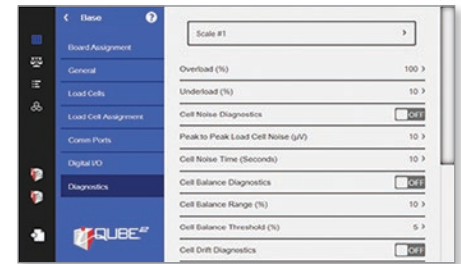 Base ?
Board Assignment
General
Load Cells
Load Cell Assignment
Comm Ports
Digital I/O
Diagnostics
QUBE²
Scale #1
Overload (%) 100
Underload (%) 10
Cell Noise Diagnostics OFF
Peak to Peak Load Cell Noise (µV) 10
Cell Noise Time (Seconds) 10
Cell Balance Diagnostics OFF
Cell Balance Range (%) 10
Cell Balance Threshold (%) 5
Cell Drift Diagnostics OFF